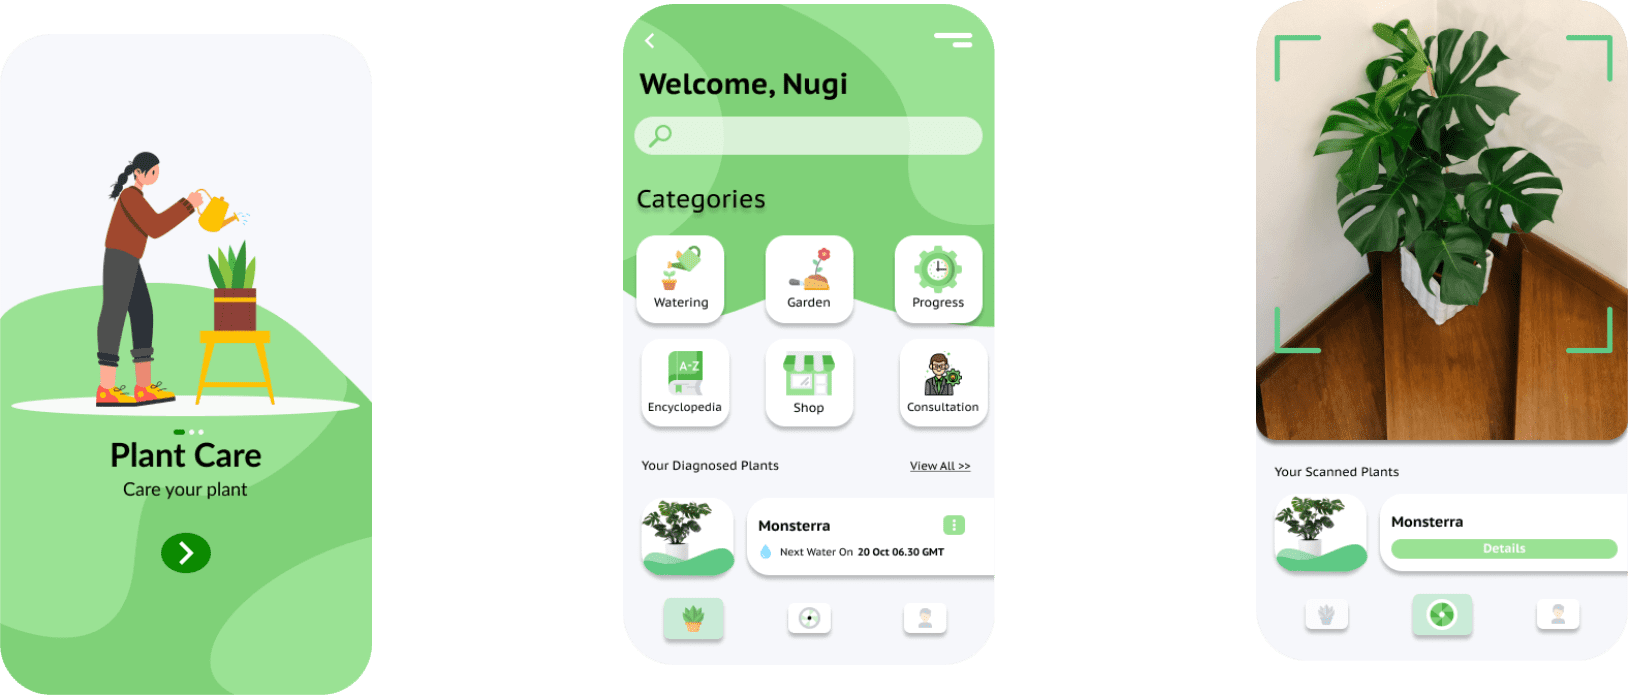 Plant Care
Care your plant
Welcome, Nugi
Categories
Watering
Garden
Progress
A-Z
Encyclopedia
Shop
Consultation
Your Diagnosed Plants
View All >>
Monsterra
Next Water On 20 Oct 06.30 GMT
Your Scanned Plants
Monsterra
Details